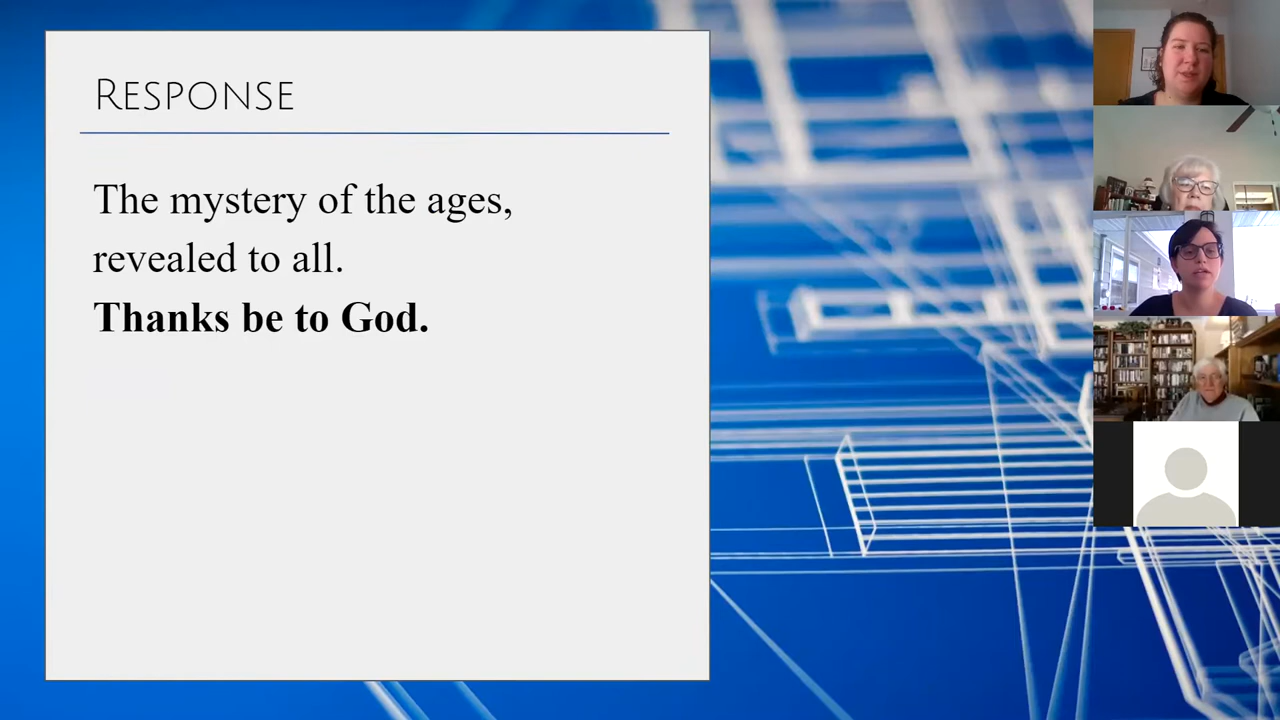 Response
The mystery of the ages,
revealed to all.
Thanks be to God.